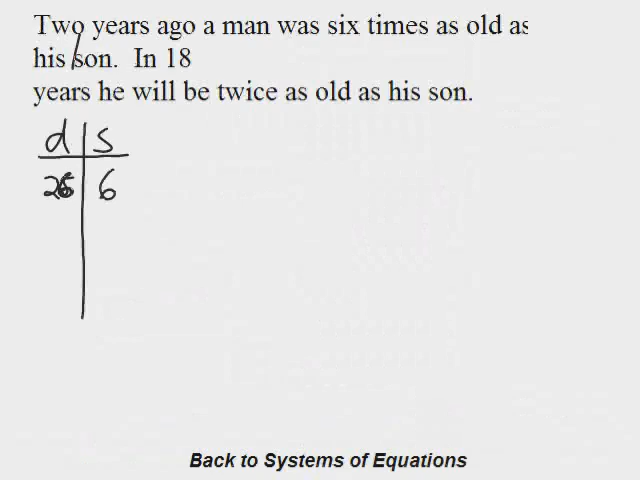 Two years ago a man was six times as old as
his son. In 18
years he will be twice as old as his son.
d s
26 6
Back to Systems of Equations